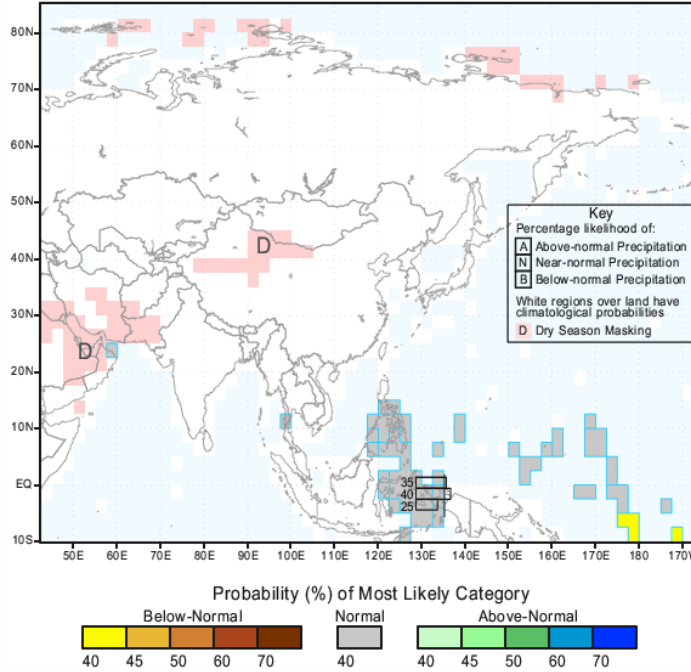 80N
70N
60N
50N
40N
30N
20N
10N
EQ
10S
D
D
Key
Percentage likelihood of:
A Above-normal Precipitation
N Near-normal Precipitation
B Below-normal Precipitation
White regions over land have
climatological probabilities
D Dry Season Masking
35
40
25
50E 60E 70E 80E 90E 100E 110E 120E 130E 140E 150E 160E 170E 180 170W
Probability (%) of Most Likely Category
Below-Normal Normal Above-Normal
40 45 50 60 70 40 40 45 50 60 70